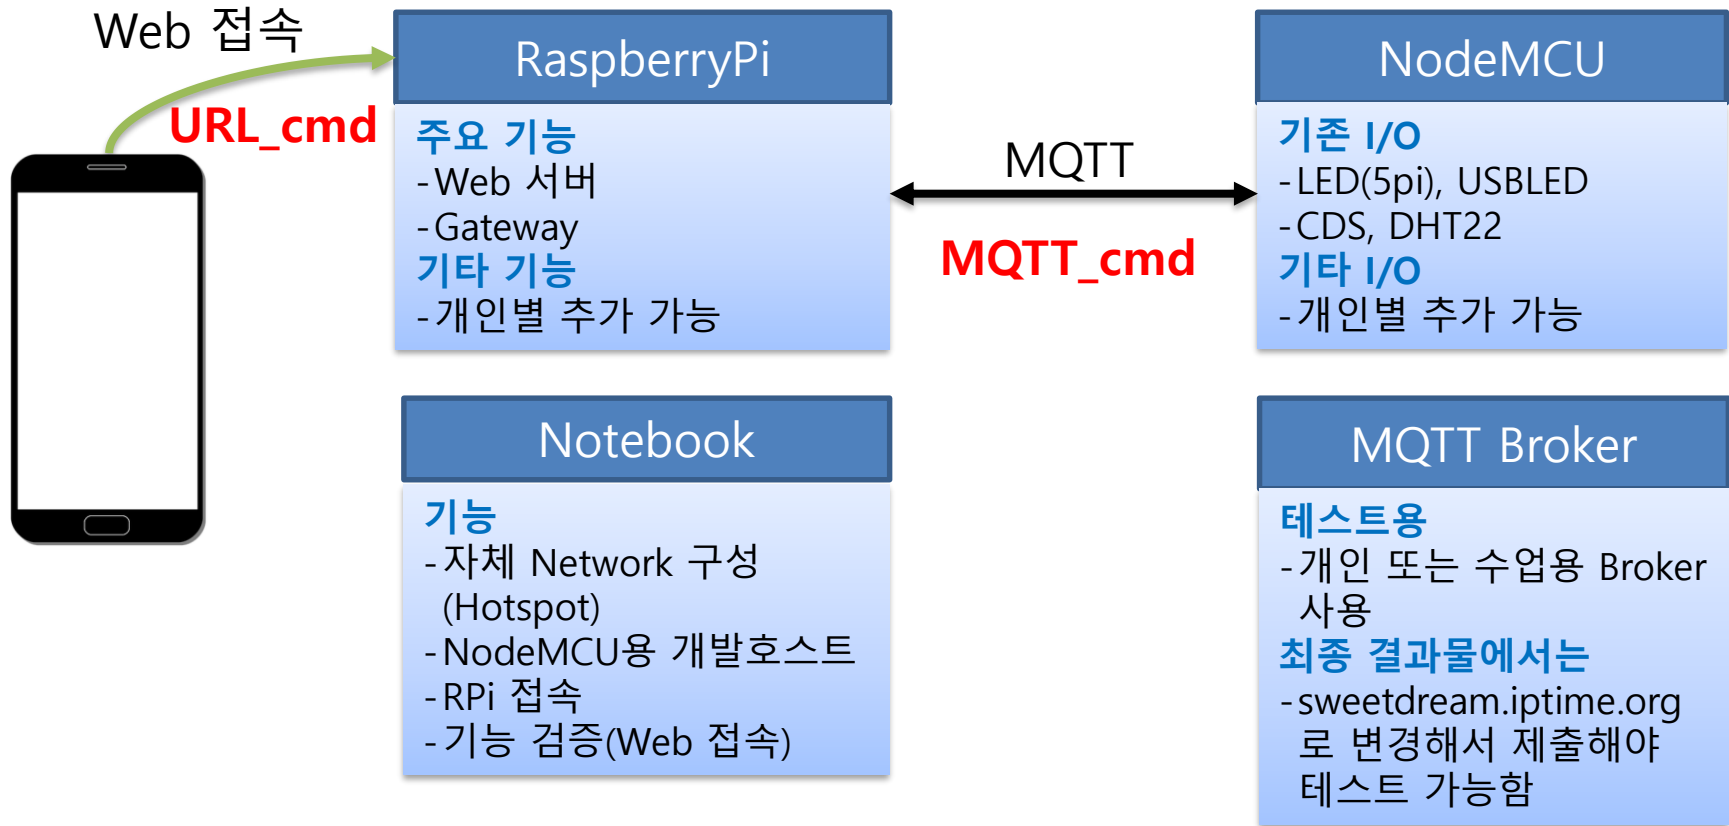 Web 접속
URL_cmd
RaspberryPi
주요 기능
-Web 서버
-Gateway
기타 기능
-개인별 추가 가능
MQTT
MQTT_cmd
NodeMCU
기존 I/O
-LED(5pi), USBLED
-CDS, DHT22
기타 I/O
-개인별 추가 가능
Notebook
기능
-자체 Network 구성
(Hotspot)
-NodeMCU용 개발호스트
-RPi 접속
-기능 검증(Web 접속)
MQTT Broker
테스트용
-개인 또는 수업용 Broker
사용
최종 결과물에서는
-sweetdream.iptime.org
로 변경해서 제출해야
테스트 가능함